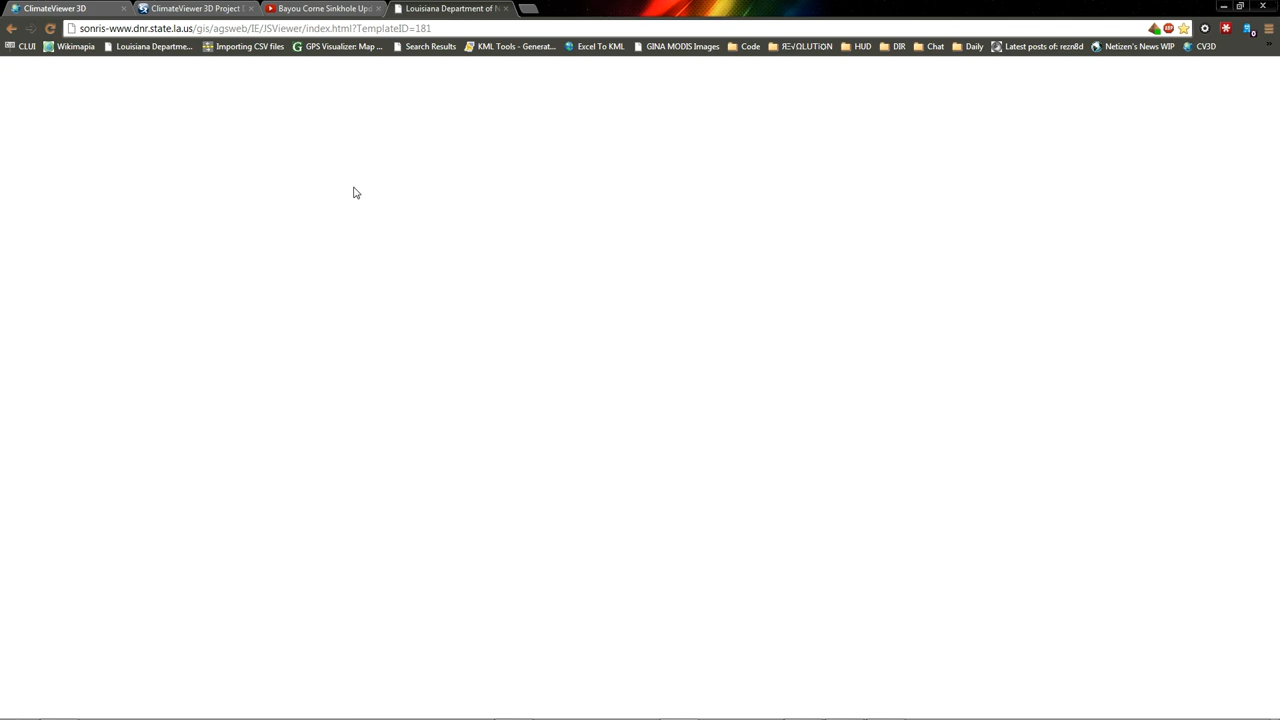 ClimateViewer 3D
ClimateViewer 3D Project
Bayou Corne Sinkhole Upd
Louisiana Department of N
sonris-www.dnr.state.la.us/gis/agsweb/IE/JSViewer/index.html?TemplateID=181
CLUI
Wikimapia
Louisiana Departme...
Importing CSV files
GPS Visualizer: Map ...
Search Results
KML Tools - Generat...
Excel To KML
GINA MODIS Images
Code
HUD
DIR
Chat
Daily
Latest posts of: rezn8d
Netizen's News WIP
CV3D